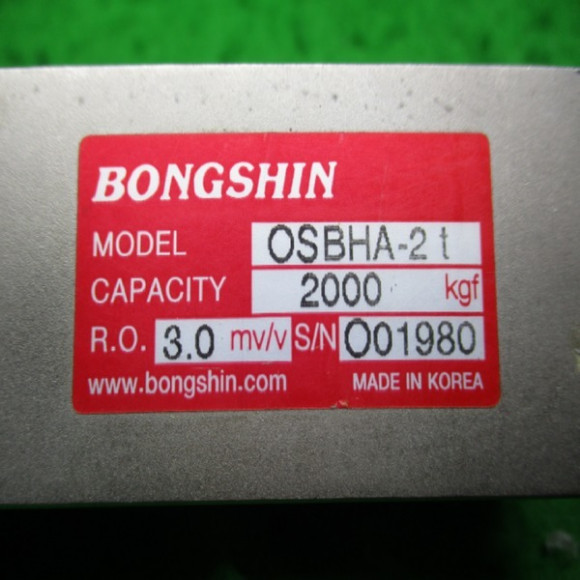 BONGSHIN
MODEL OSBHA-2 t
CAPACITY 2000 kgf
R.O. 3.0 mv/v S/N O01980
www.bongshin.com MADE IN KOREA